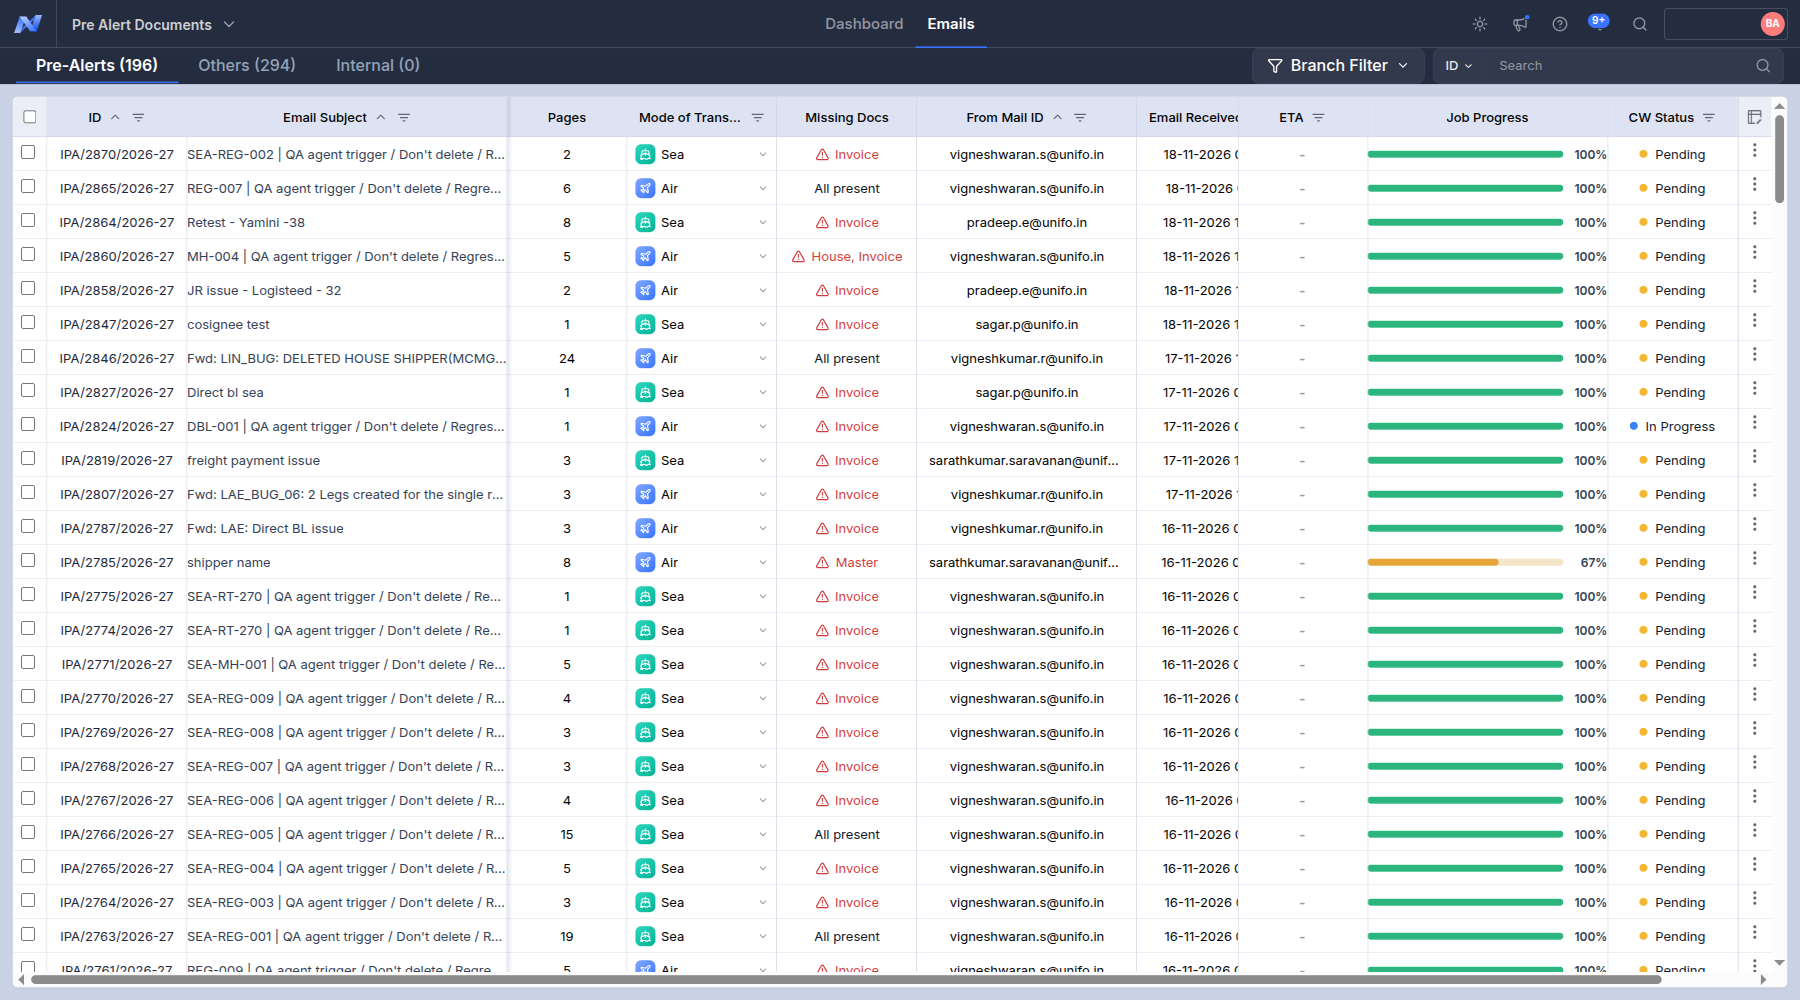 Pre Alert Documents Dashboard Emails 9+ BA
Pre-Alerts (196) Others (294) Internal (0) Branch Filter ID Search
ID Email Subject Pages Mode of Trans... Missing Docs From Mail ID Email Received ETA Job Progress CW Status
IPA/2870/2026-27 SEA-REG-002 | QA agent trigger / Don't delete / R... 2 Sea Invoice vigneshwaran.s@unifo.in 18-11-2026 - 100% Pending
IPA/2865/2026-27 REG-007 | QA agent trigger / Don't delete / Regre... 6 Air All present vigneshwaran.s@unifo.in 18-11-2026 - 100% Pending
IPA/2864/2026-27 Retest - Yamini -38 8 Sea Invoice pradeep.e@unifo.in 18-11-2026 - 100% Pending
IPA/2860/2026-27 MH-004 | QA agent trigger / Don't delete / Regres... 5 Air House, Invoice vigneshwaran.s@unifo.in 18-11-2026 - 100% Pending
IPA/2858/2026-27 JR issue - Logisteed - 32 2 Air Invoice pradeep.e@unifo.in 18-11-2026 - 100% Pending
IPA/2847/2026-27 cosignee test 1 Sea Invoice sagar.p@unifo.in 18-11-2026 - 100% Pending
IPA/2846/2026-27 Fwd: LIN_BUG: DELETED HOUSE SHIPPER(MCMG... 24 Air All present vigneshkumar.r@unifo.in 17-11-2026 - 100% Pending
IPA/2827/2026-27 Direct bl sea 1 Sea Invoice sagar.p@unifo.in 17-11-2026 - 100% Pending
IPA/2824/2026-27 DBL-001 | QA agent trigger / Don't delete / Regres... 1 Air Invoice vigneshwaran.s@unifo.in 17-11-2026 - 100% In Progress
IPA/2819/2026-27 freight payment issue 3 Sea Invoice sarathkumar.saravanan@unif... 17-11-2026 - 100% Pending
IPA/2807/2026-27 Fwd: LAE_BUG_06: 2 Legs created for the single r... 3 Air Invoice vigneshkumar.r@unifo.in 17-11-2026 - 100% Pending
IPA/2787/2026-27 Fwd: LAE: Direct BL issue 3 Air Invoice vigneshkumar.r@unifo.in 16-11-2026 - 100% Pending
IPA/2785/2026-27 shipper name 8 Air Master sarathkumar.saravanan@unif... 16-11-2026 - 67% Pending
IPA/2775/2026-27 SEA-RT-270 | QA agent trigger / Don't delete / Re... 1 Sea Invoice vigneshwaran.s@unifo.in 16-11-2026 - 100% Pending
IPA/2774/2026-27 SEA-RT-270 | QA agent trigger / Don't delete / Re... 1 Sea Invoice vigneshwaran.s@unifo.in 16-11-2026 - 100% Pending
IPA/2771/2026-27 SEA-MH-001 | QA agent trigger / Don't delete / Re... 5 Sea Invoice vigneshwaran.s@unifo.in 16-11-2026 - 100% Pending
IPA/2770/2026-27 SEA-REG-009 | QA agent trigger / Don't delete / R... 4 Sea Invoice vigneshwaran.s@unifo.in 16-11-2026 - 100% Pending
IPA/2769/2026-27 SEA-REG-008 | QA agent trigger / Don't delete / R... 3 Sea Invoice vigneshwaran.s@unifo.in 16-11-2026 - 100% Pending
IPA/2768/2026-27 SEA-REG-007 | QA agent trigger / Don't delete / R... 3 Sea Invoice vigneshwaran.s@unifo.in 16-11-2026 - 100% Pending
IPA/2767/2026-27 SEA-REG-006 | QA agent trigger / Don't delete / R... 4 Sea Invoice vigneshwaran.s@unifo.in 16-11-2026 - 100% Pending
IPA/2766/2026-27 SEA-REG-005 | QA agent trigger / Don't delete / R... 15 Sea All present vigneshwaran.s@unifo.in 16-11-2026 - 100% Pending
IPA/2765/2026-27 SEA-REG-004 | QA agent trigger / Don't delete / R... 5 Sea Invoice vigneshwaran.s@unifo.in 16-11-2026 - 100% Pending
IPA/2764/2026-27 SEA-REG-003 | QA agent trigger / Don't delete / R... 3 Sea Invoice vigneshwaran.s@unifo.in 16-11-2026 - 100% Pending
IPA/2763/2026-27 SEA-REG-001 | QA agent trigger / Don't delete / R... 19 Sea All present vigneshwaran.s@unifo.in 16-11-2026 - 100% Pending
IPA/2761/2026-27 REG-009 | QA agent trigger / Don't delete / Regre... 5 Air Invoice vigneshwaran.s@unifo.in 16-11-2026 - 100% Pending